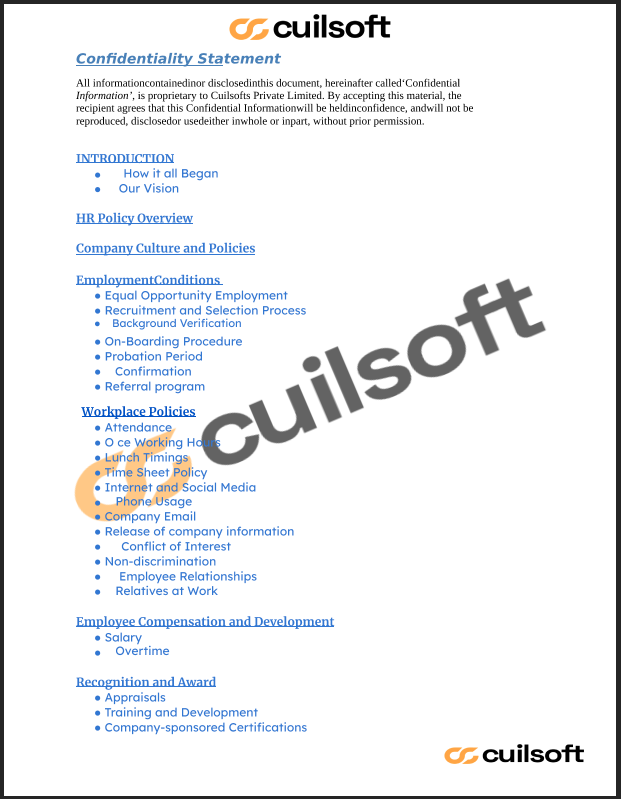 cuilsoft
Confidentiality Statement
All informationcontainedinor disclosedinthis document, hereinafter called‘Confidential
Information’, is proprietary to Cuilsofts Private Limited. By accepting this material, the
recipient agrees that this Confidential Informationwill be heldinconfidence, andwill not be
reproduced, disclosedor usedeither inwhole or inpart, without prior permission.
INTRODUCTION
● How it all Began
● Our Vision
HR Policy Overview
Company Culture and Policies
EmploymentConditions
● Equal Opportunity Employment
● Recruitment and Selection Process
● Background Verification
● On-Boarding Procedure
● Probation Period
● Confirmation
● Referral program
Workplace Policies
● Attendance
● O ce Working Hours
● Lunch Timings
● Time Sheet Policy
● Internet and Social Media
● Phone Usage
● Company Email
● Release of company information
● Conflict of Interest
● Non-discrimination
● Employee Relationships
● Relatives at Work
cuilsoft
Employee Compensation and Development
● Salary
● Overtime
Recognition and Award
● Appraisals
● Training and Development
● Company-sponsored Certifications
cuilsoft